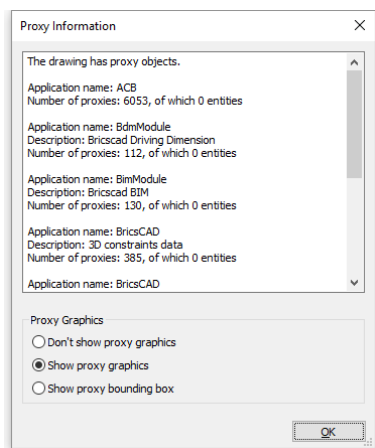 Proxy Information
The drawing has proxy objects.
Application name: ACB
Number of proxies: 6053, of which 0 entities
Application name: BdmModule
Description: Bricscad Driving Dimension
Number of proxies: 112, of which 0 entities
Application name: BimModule
Description: Bricscad BIM
Number of proxies: 130, of which 0 entities
Application name: BricsCAD
Description: 3D constraints data
Number of proxies: 385, of which 0 entities
Application name: BricsCAD
Proxy Graphics
Don't show proxy graphics
Show proxy graphics
Show proxy bounding box
OK